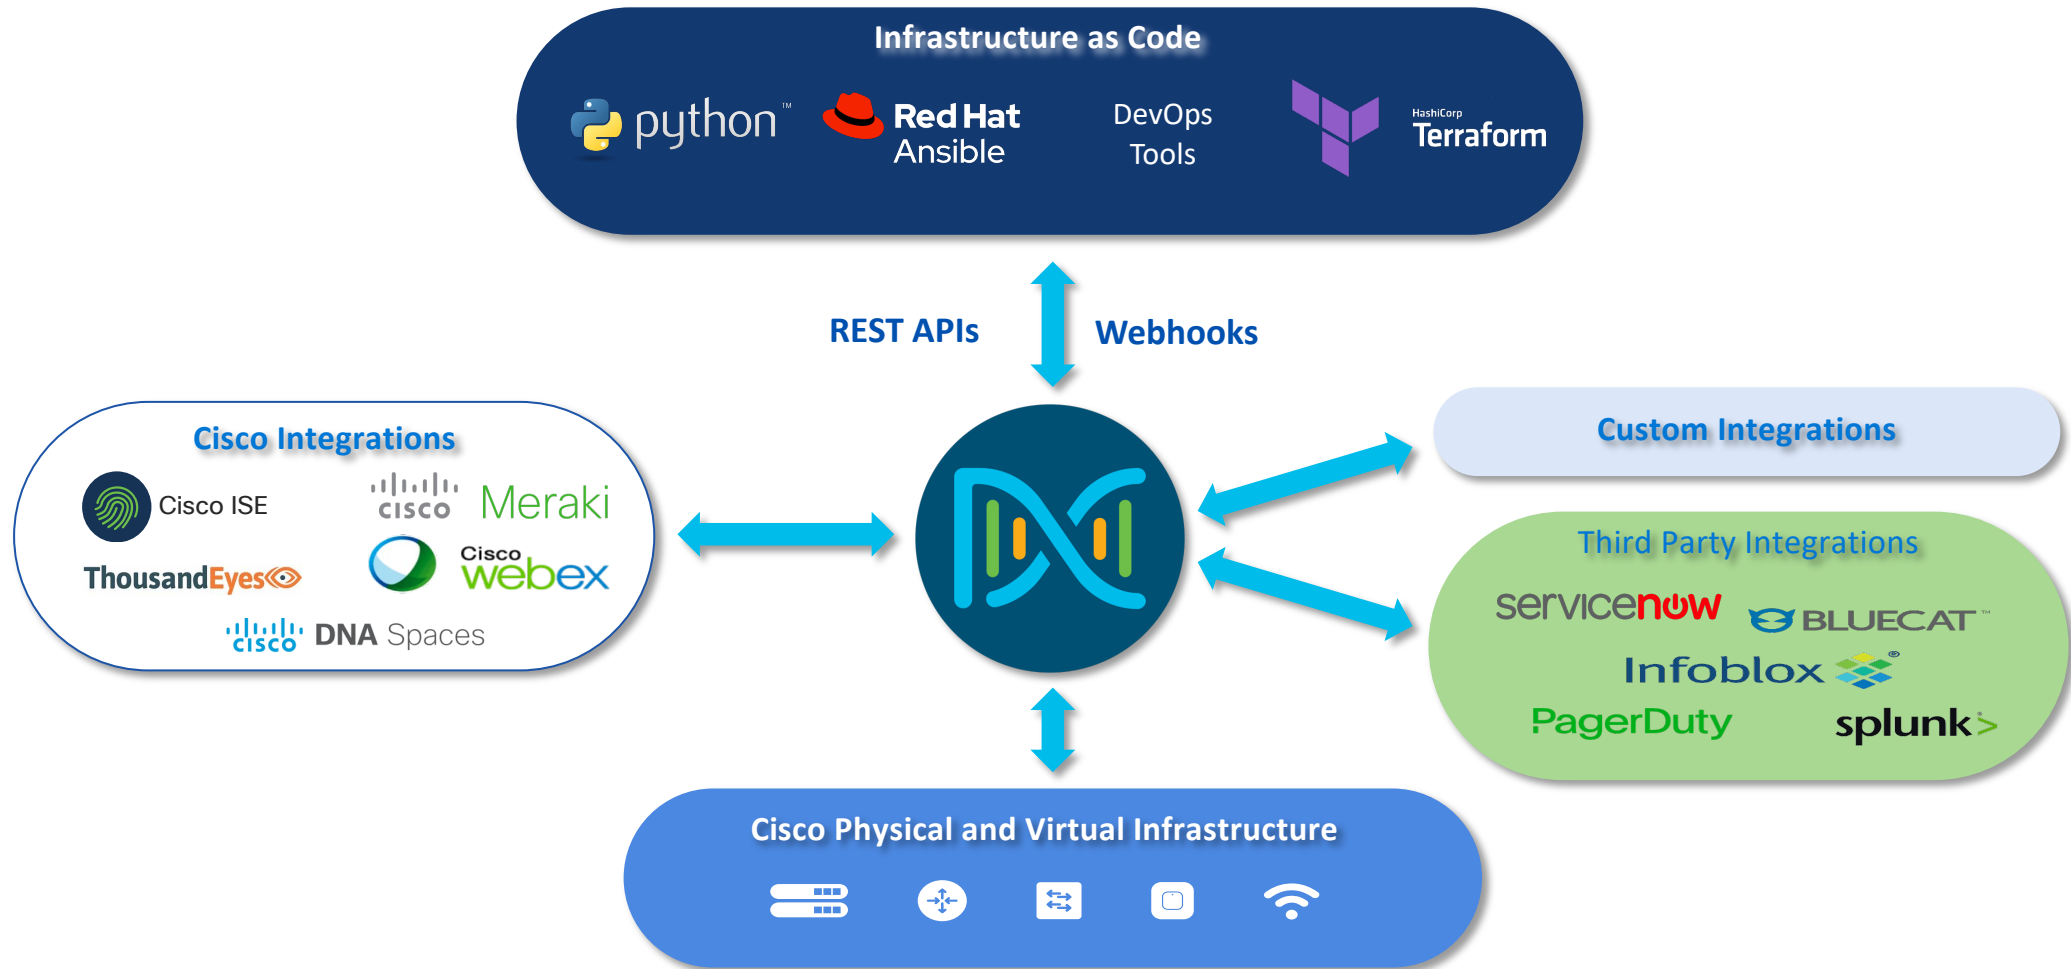 Infrastructure as Code
python™
Red Hat
Ansible
DevOps
Tools
HashiCorp
Terraform
REST APIs
Webhooks
Cisco Integrations
Cisco ISE
CISCO Meraki
ThousandEyes
Cisco
webex
CISCO DNA Spaces
Custom Integrations
Third Party Integrations
servicenow
BLUECAT™
Infoblox®
PagerDuty
splunk>
Cisco Physical and Virtual Infrastructure